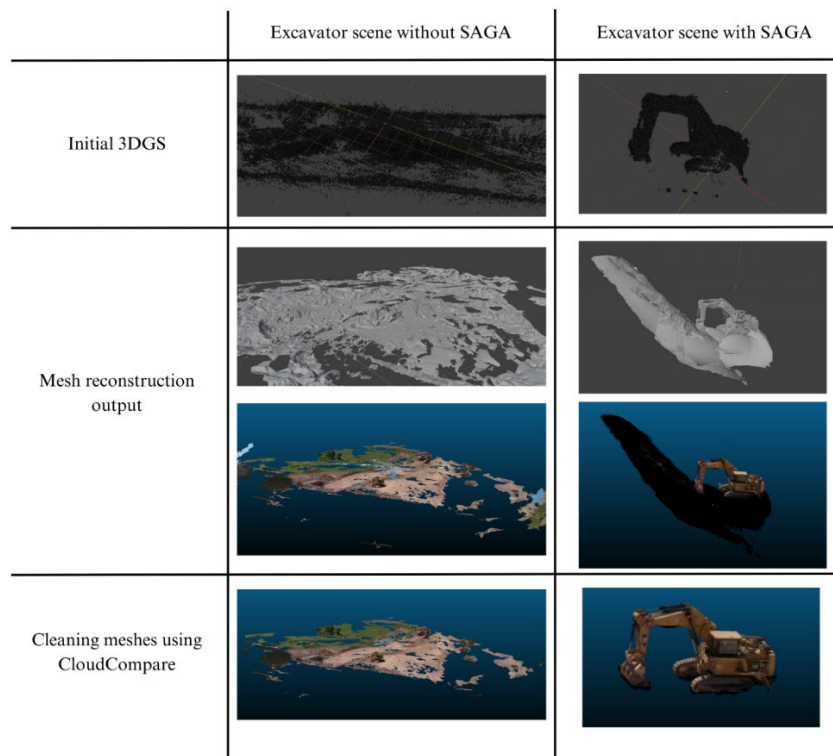 Excavator scene without SAGA
Excavator scene with SAGA
Initial 3DGS
Mesh reconstruction
output
Cleaning meshes using
CloudCompare